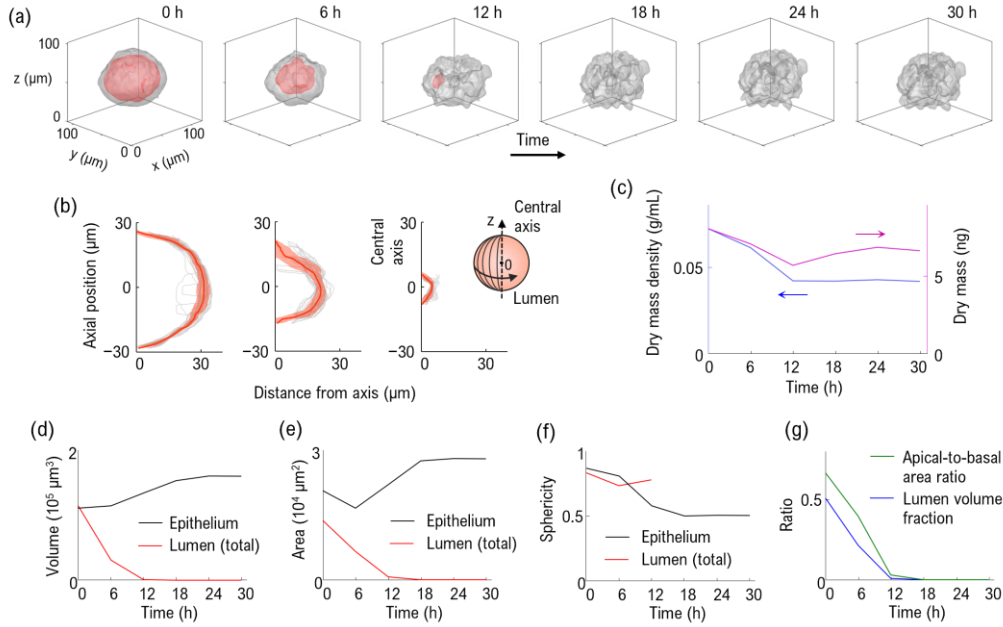 (a)
0 h
6 h
12 h
18 h
24 h
30 h
100
z (µm)
0
100
y (µm)
0 0
x (µm)
100
Time
(b)
30
0
−30
Axial position (µm)
0
30
30
0
−30
0
30
Central
axis
30
0
−30
0
30
Distance from axis (µm)
z
Central
axis
0
Lumen
(c)
Dry mass density (g/mL)
0.05
0
5
0
Dry mass (ng)
0 6 12 18 24 30
Time (h)
(d)
Volume (10⁵ µm³)
2
1
0
Epithelium
Lumen (total)
0 6 12 18 24 30
Time (h)
(e)
Area (10⁴ µm²)
3
0
Epithelium
Lumen (total)
0 6 12 18 24 30
Time (h)
(f)
Sphericity
1
0.5
0
Epithelium
Lumen (total)
0 6 12 18 24 30
Time (h)
(g)
Ratio
0.5
0
Apical-to-basal
area ratio
Lumen volume
fraction
0 6 12 18 24 30
Time (h)